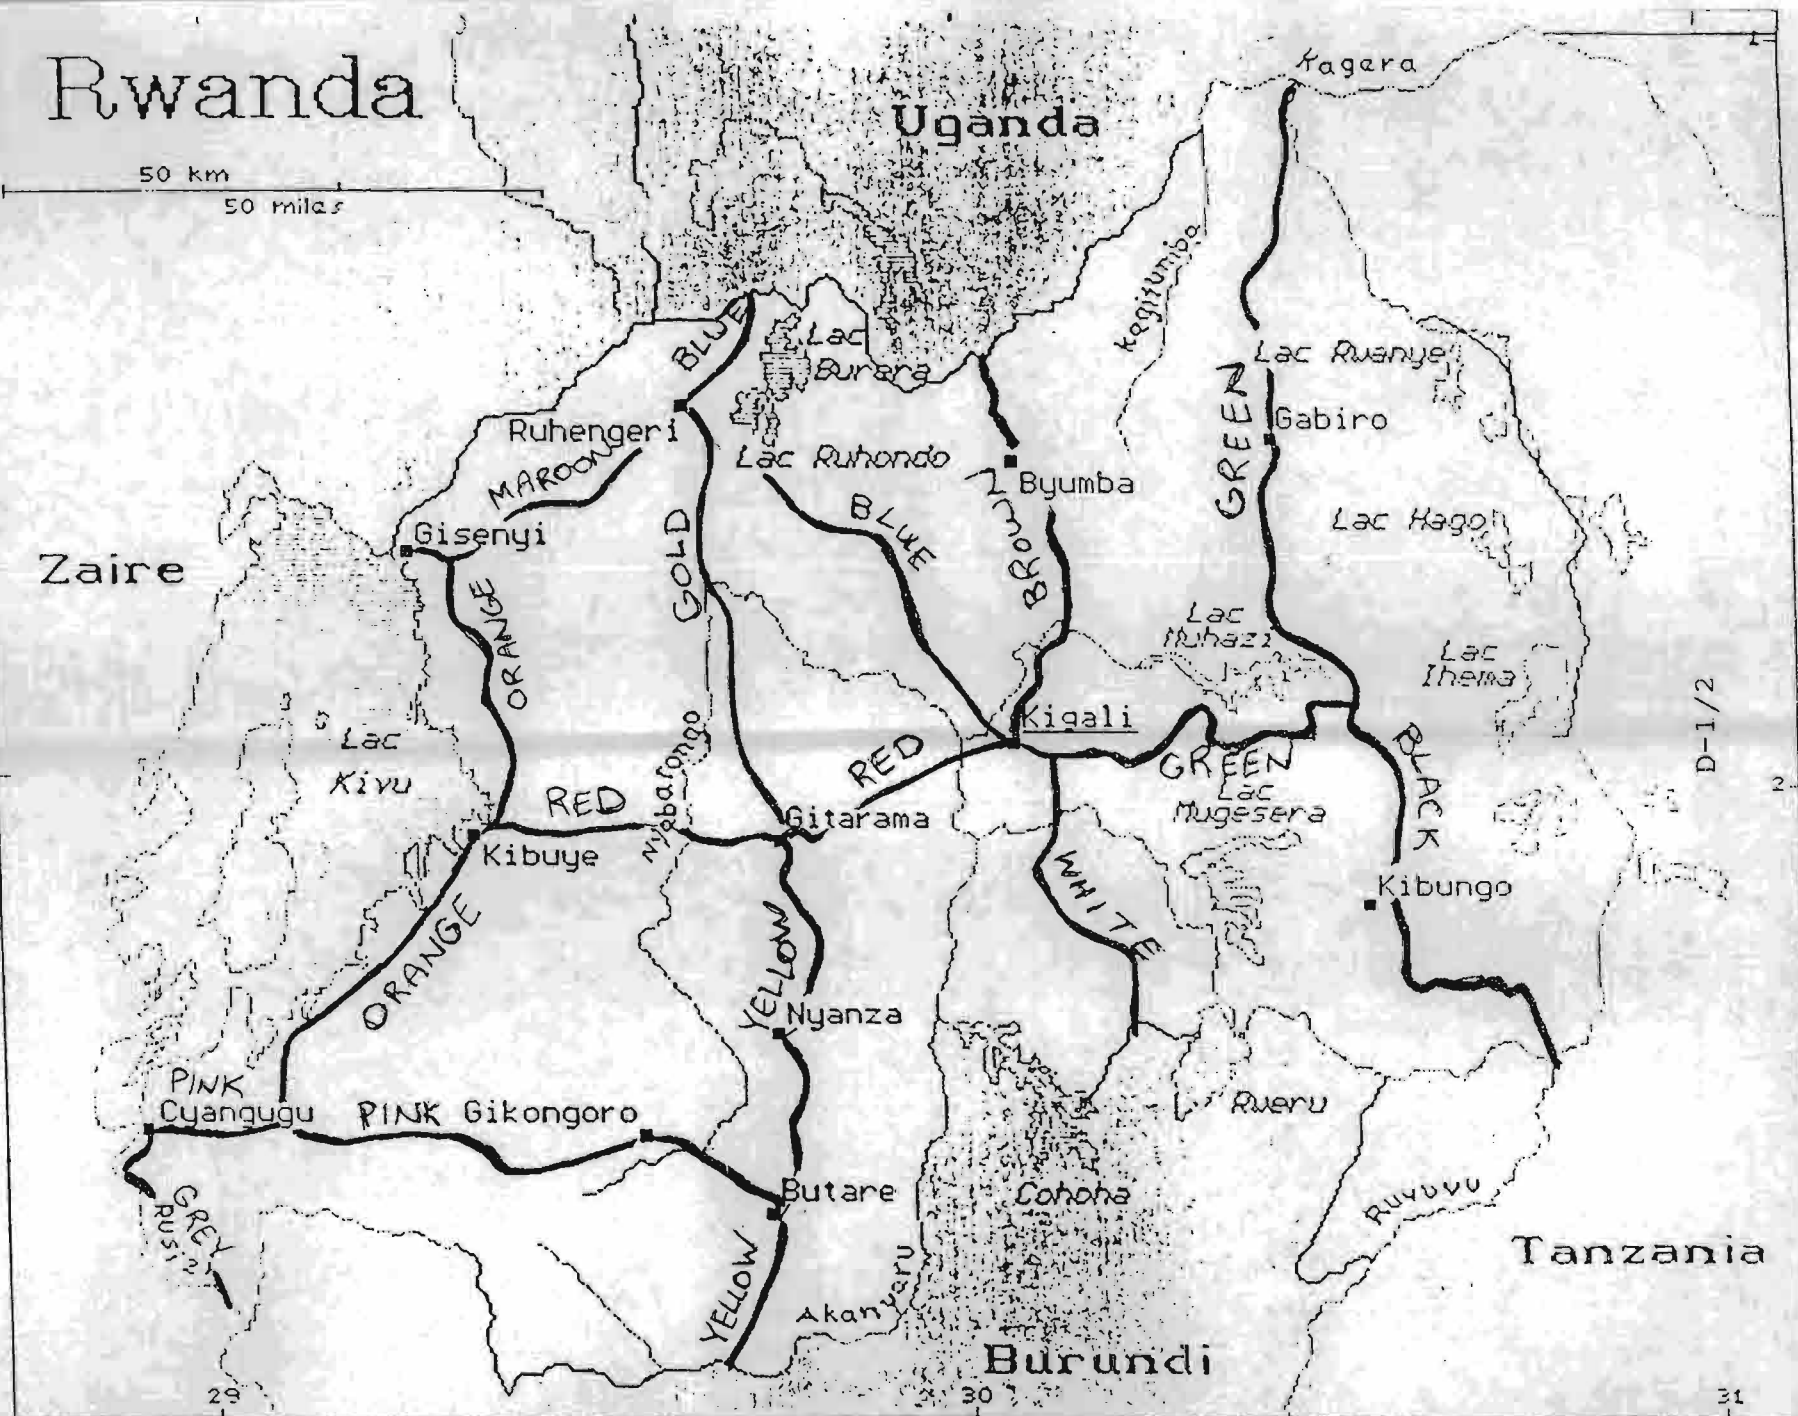 Rwanda
50 km
50 miles
Kagera
1
Uganda
Kagitumba
BLUE
Lac
Burera
Lac Rwanye
Ruhengeri
Gabiro
GREEN
MAROON
Lac Ruhondo
Byumba
BROWN
BLUE
GOLD
Lac Hago
Gisenyi
Zaire
ORANGE
Lac
Muhazi
Lac
Ihema
D-1/2
Lac
Kivu
Nyabarongo
Kigali
RED
GREEN
BLACK
2
RED
Gitarama
Lac
Mugesera
Kibuye
WHITE
Kibungo
ORANGE
YELLOW
Nyanza
PINK
Cyangugu
PINK
Gikongoro
Rweru
Butare
Cohoha
Ruvuvu
GREY
RUSIZI
Tanzania
YELLOW
Akanyaru
Burundi
29
30
31